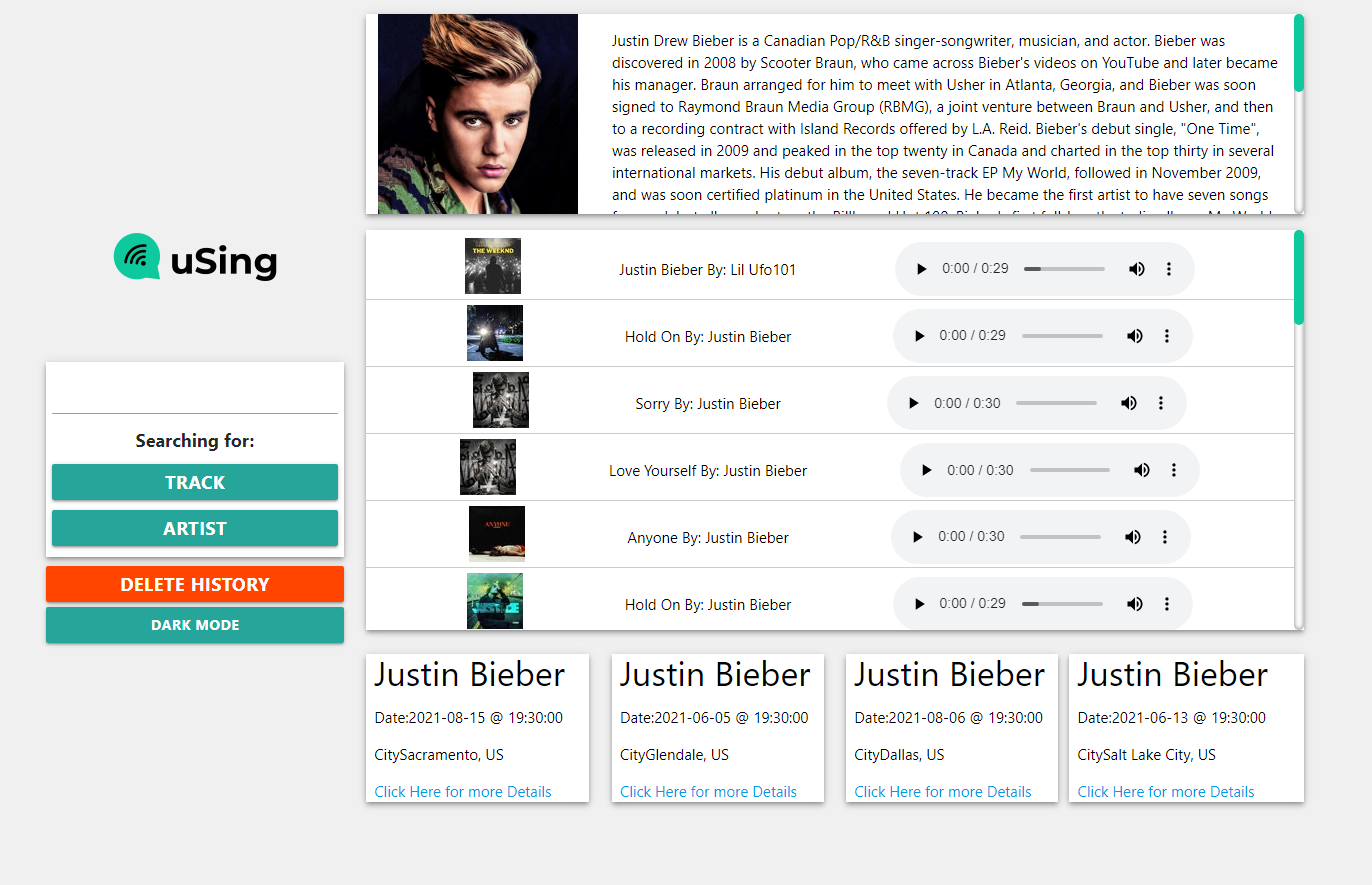 uSing
Searching for:
TRACK
ARTIST
DELETE HISTORY
DARK MODE
Justin Drew Bieber is a Canadian Pop/R&B singer-songwriter, musician, and actor. Bieber was
discovered in 2008 by Scooter Braun, who came across Bieber's videos on YouTube and later became
his manager. Braun arranged for him to meet with Usher in Atlanta, Georgia, and Bieber was soon
signed to Raymond Braun Media Group (RBMG), a joint venture between Braun and Usher, and then
to a recording contract with Island Records offered by L.A. Reid. Bieber's debut single, "One Time",
was released in 2009 and peaked in the top twenty in Canada and charted in the top thirty in several
international markets. His debut album, the seven-track EP My World, followed in November 2009,
and was soon certified platinum in the United States. He became the first artist to have seven songs
THE WEEKND
Justin Bieber By: Lil Ufo101
0:00 / 0:29
Hold On By: Justin Bieber
0:00 / 0:29
Sorry By: Justin Bieber
0:00 / 0:30
Love Yourself By: Justin Bieber
0:00 / 0:30
ANYONE
Anyone By: Justin Bieber
0:00 / 0:30
JUSTICE
Hold On By: Justin Bieber
0:00 / 0:29
Justin Bieber
Date:2021-08-15 @ 19:30:00
CitySacramento, US
Click Here for more Details
Justin Bieber
Date:2021-06-05 @ 19:30:00
CityGlendale, US
Click Here for more Details
Justin Bieber
Date:2021-08-06 @ 19:30:00
CityDallas, US
Click Here for more Details
Justin Bieber
Date:2021-06-13 @ 19:30:00
CitySalt Lake City, US
Click Here for more Details